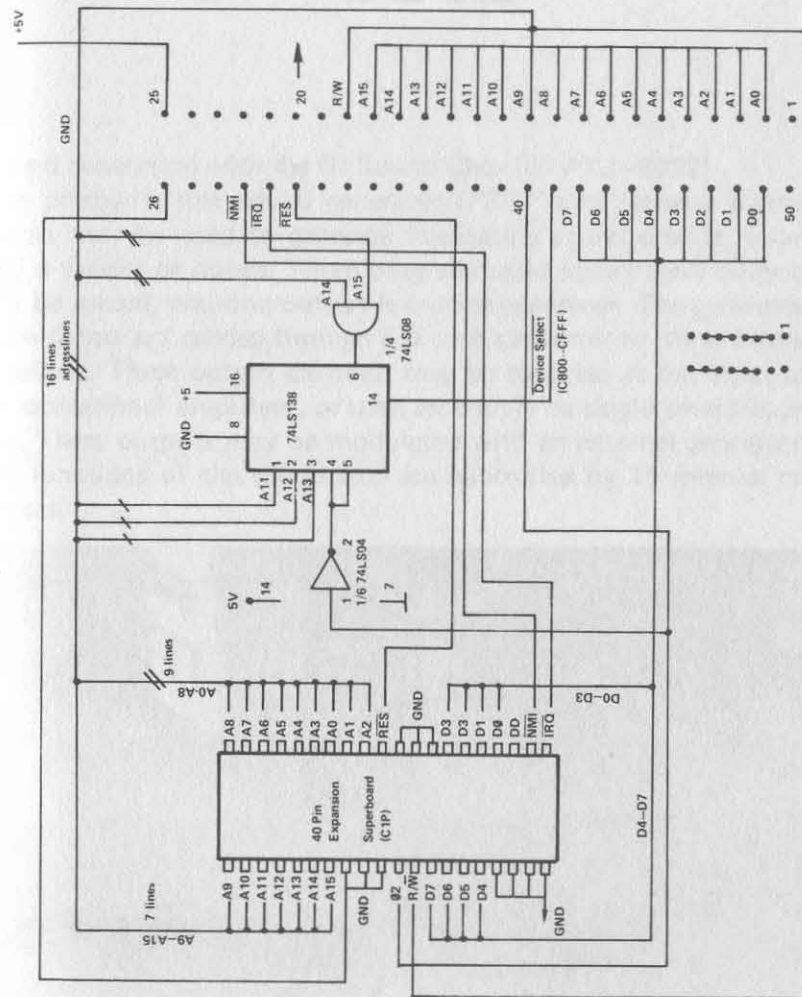 +5V
GND
25
20
R/W
A15
A14
A13
A12
A11
A10
A9
A8
A7
A6
A5
A4
A3
A2
A1
A0
1
26
NMI
IRQ
RES
40
D7
D6
D5
D4
D3
D2
D1
D0
50
1
16 lines
adresslines
A14
A15
6
1/4
74LS08
Device Select
(C800--CFFF)
GND
+5
8
16
74LS138
14
A11
A12
A13
1
2
3
4
5
5V
14
2
1
1/6 74LS04
7
9 lines
A0-A8
D0-D3
A8
A7
A6
A5
A4
A3
A0
A1
A2
RES
GND
D3
D3
D1
D0
DD
NMI
IRQ
40 Pin
Expansion
Superboard
(C1P)
D4-D7
7 lines
A9-A15
A9
A10
A11
A12
A13
A14
A15
GND
02
R/W
D7
D6
D5
D4
GND